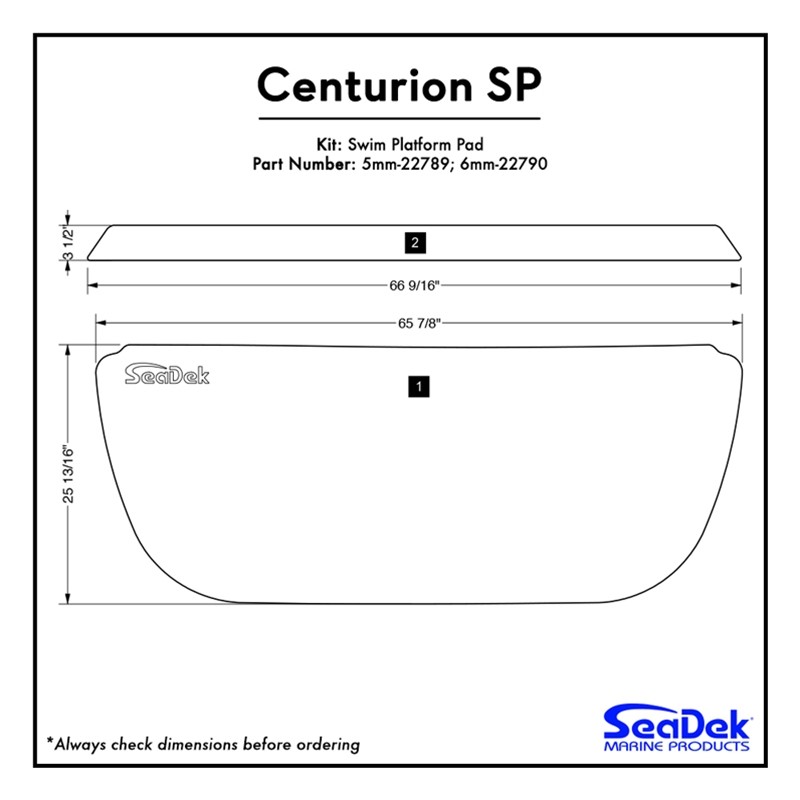 Centurion SP
Kit: Swim Platform Pad
Part Number: 5mm-22789; 6mm-22790
3 1/2"
2
66 9/16"
65 7/8"
SeaDek
1
25 13/16"
*Always check dimensions before ordering
SeaDek
MARINE PRODUCTS